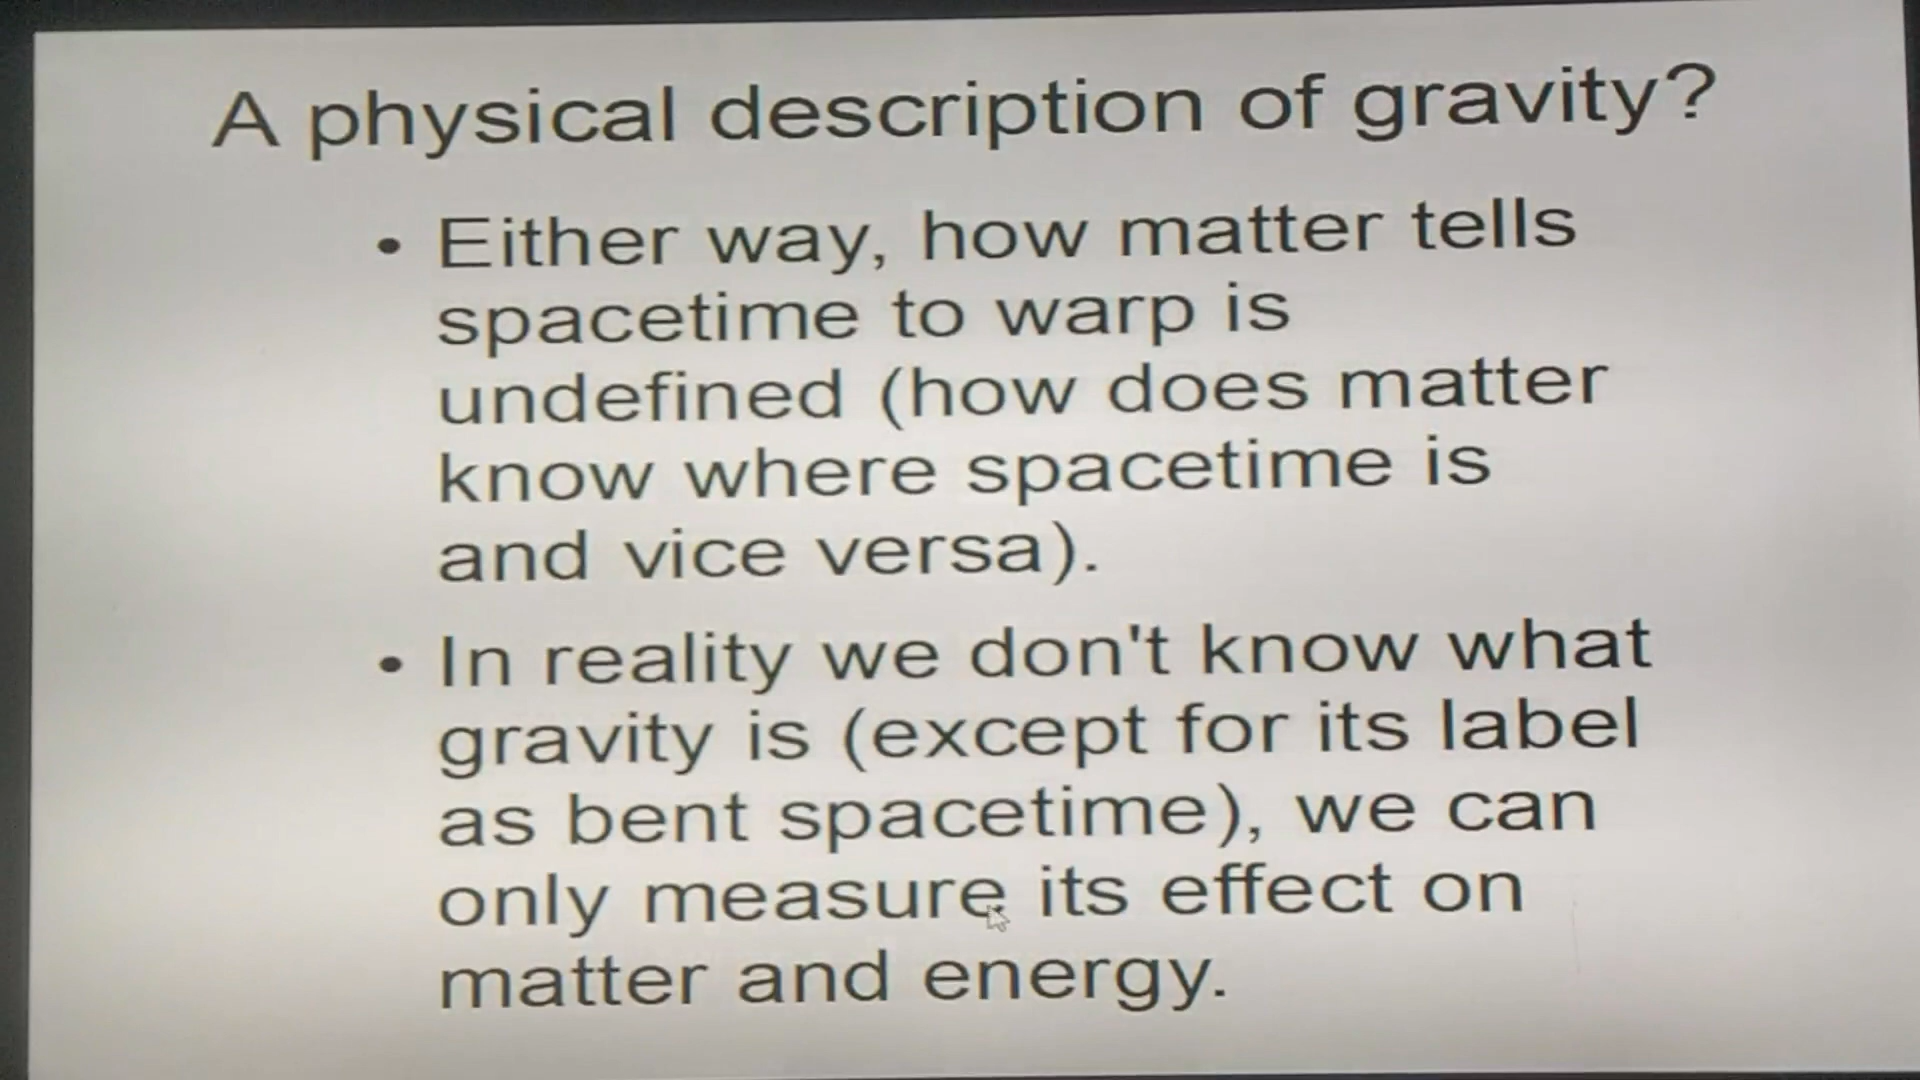 A physical description of gravity?
• Either way, how matter tells
spacetime to warp is
undefined (how does matter
know where spacetime is
and vice versa).
• In reality we don't know what
gravity is (except for its label
as bent spacetime), we can
only measure its effect on
matter and energy.